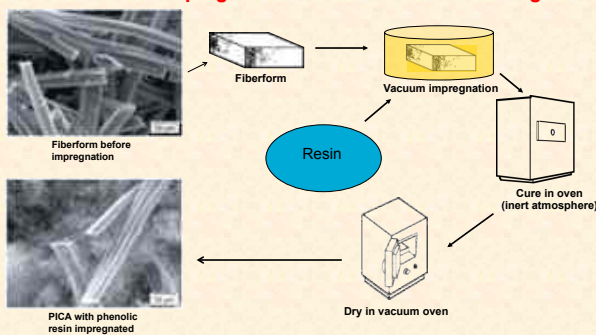 Fiberform
Vacuum impregnation
Fiberform before
impregnation
Resin
Cure in oven
(inert atmosphere)
Dry in vacuum oven
PICA with phenolic
resin impregnated